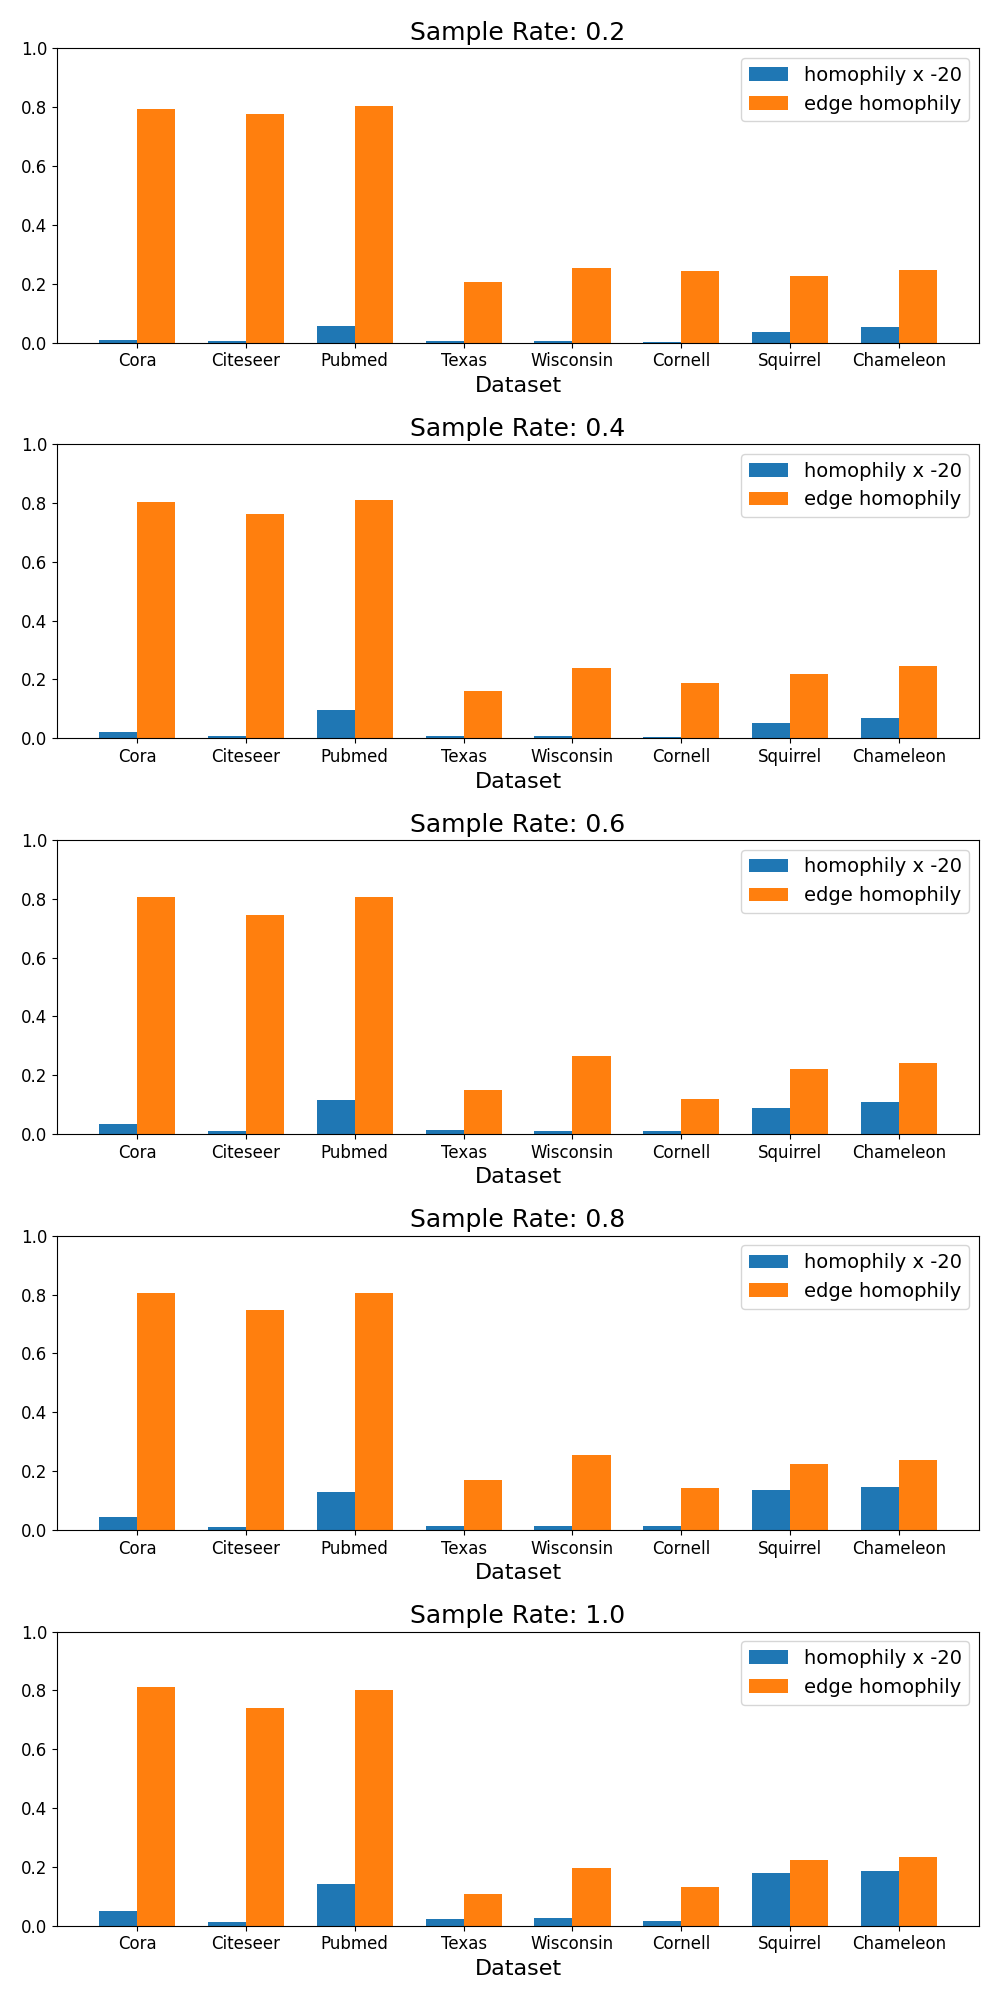 Sample Rate: 0.2
1.0
0.8
0.6
0.4
0.2
0.0
homophily x -20
edge homophily
Cora Citeseer Pubmed Texas Wisconsin Cornell Squirrel Chameleon
Dataset
Sample Rate: 0.4
1.0
0.8
0.6
0.4
0.2
0.0
homophily x -20
edge homophily
Cora Citeseer Pubmed Texas Wisconsin Cornell Squirrel Chameleon
Dataset
Sample Rate: 0.6
1.0
0.8
0.6
0.4
0.2
0.0
homophily x -20
edge homophily
Cora Citeseer Pubmed Texas Wisconsin Cornell Squirrel Chameleon
Dataset
Sample Rate: 0.8
1.0
0.8
0.6
0.4
0.2
0.0
homophily x -20
edge homophily
Cora Citeseer Pubmed Texas Wisconsin Cornell Squirrel Chameleon
Dataset
Sample Rate: 1.0
1.0
0.8
0.6
0.4
0.2
0.0
homophily x -20
edge homophily
Cora Citeseer Pubmed Texas Wisconsin Cornell Squirrel Chameleon
Dataset